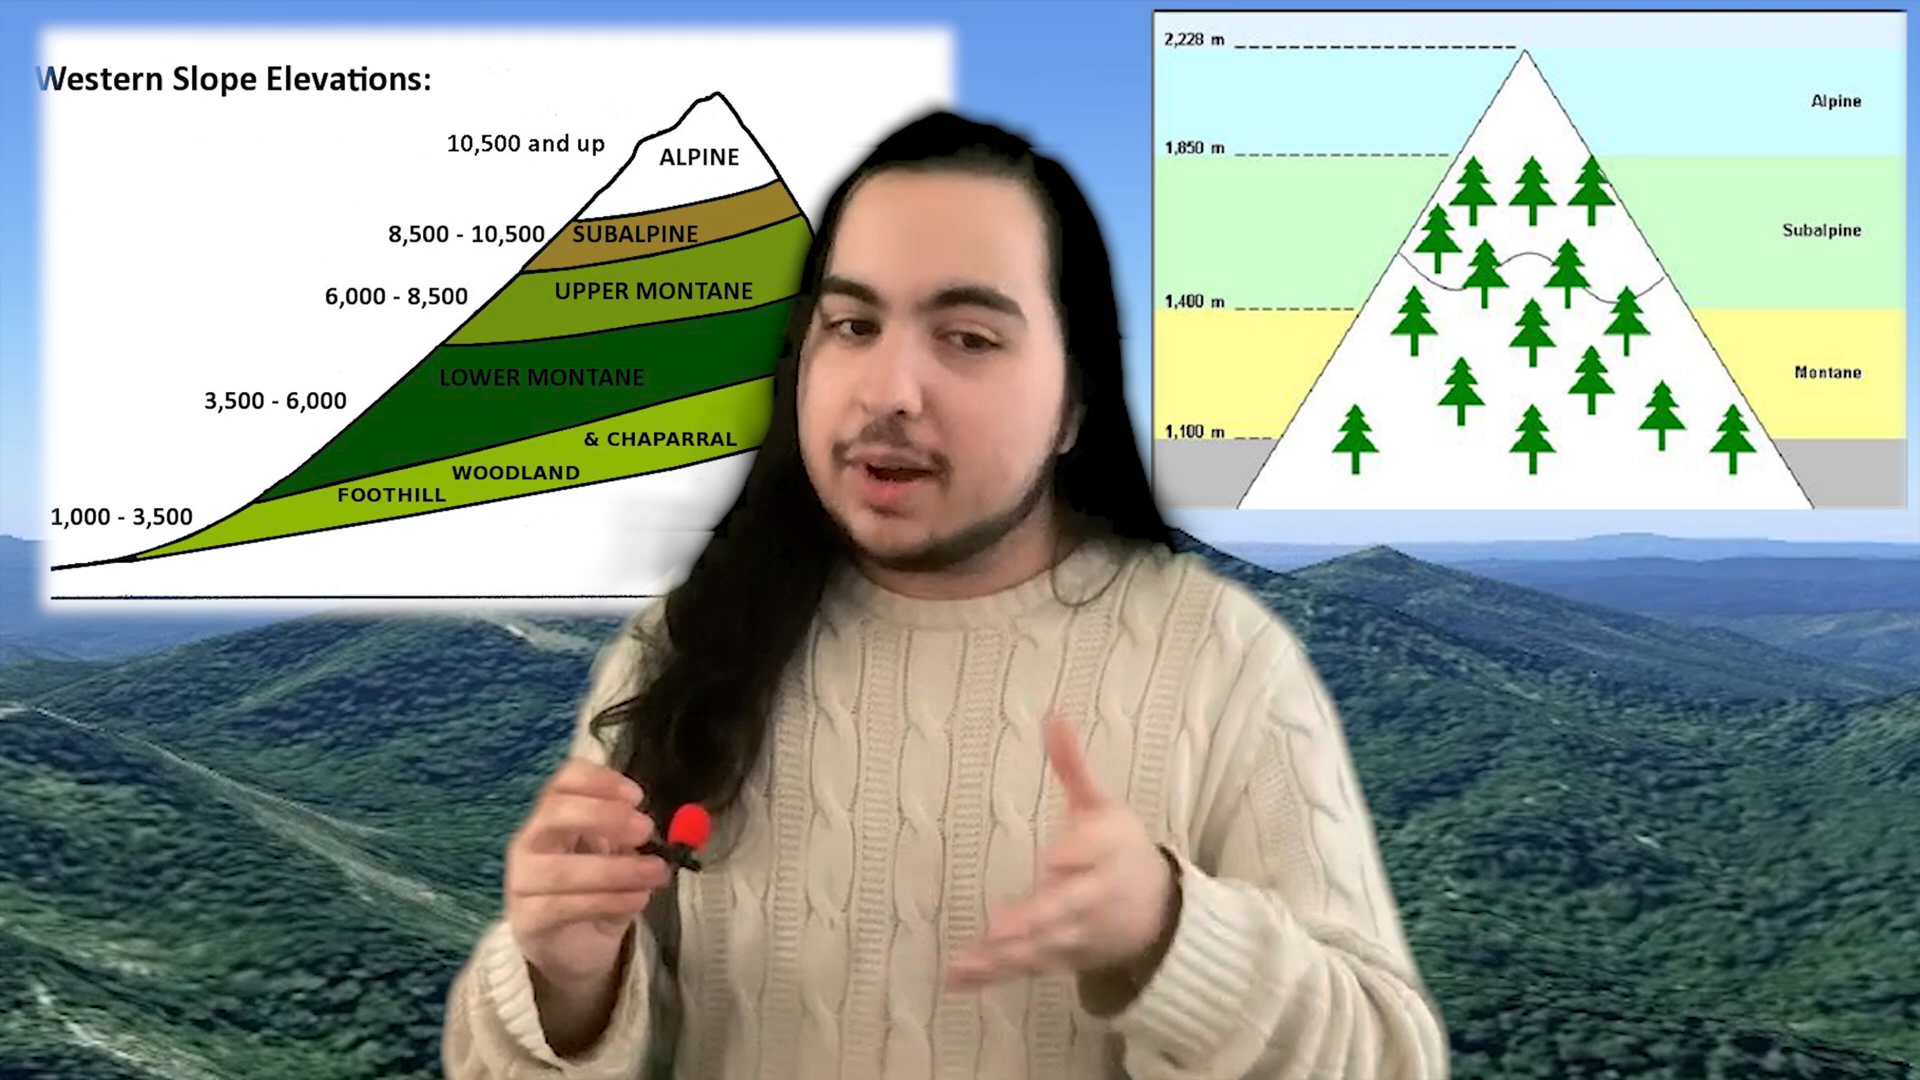 Western Slope Elevations:
10,500 and up
ALPINE
8,500 - 10,500
SUBALPINE
6,000 - 8,500
UPPER MONTANE
LOWER MONTANE
3,500 - 6,000
& CHAPARRAL
WOODLAND
FOOTHILL
1,000 - 3,500
2,228 m
Alpine
1,850 m
Subalpine
1,400 m
Montane
1,100 m